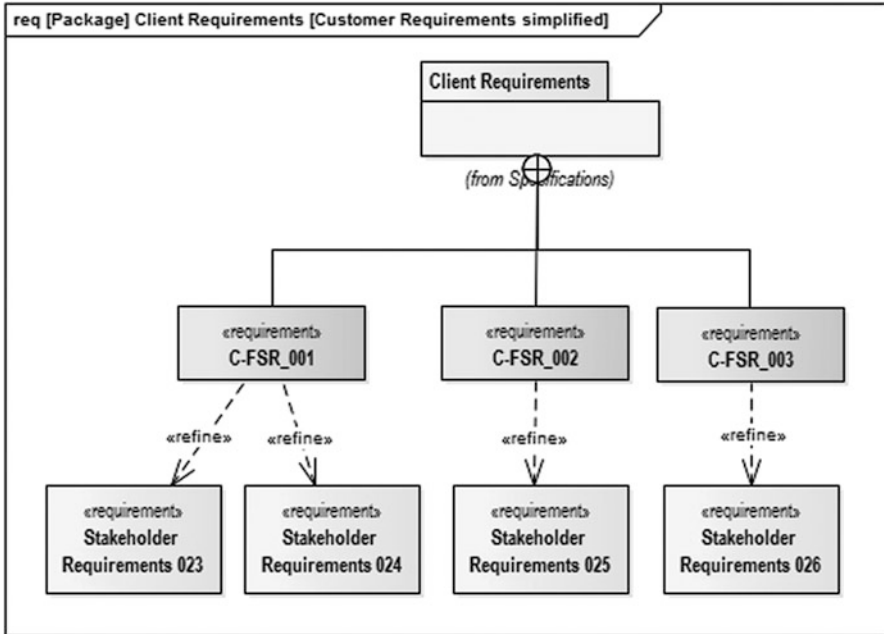 req [Package] Client Requirements [Customer Requirements simplified]
Client Requirements
(from Specifications)
«requirement»
C-FSR_001
«requirement»
C-FSR_002
«requirement»
C-FSR_003
«refine»
«refine»
«refine»
«refine»
«requirement»
Stakeholder
Requirements 023
«requirement»
Stakeholder
Requirements 024
«requirement»
Stakeholder
Requirements 025
«requirement»
Stakeholder
Requirements 026